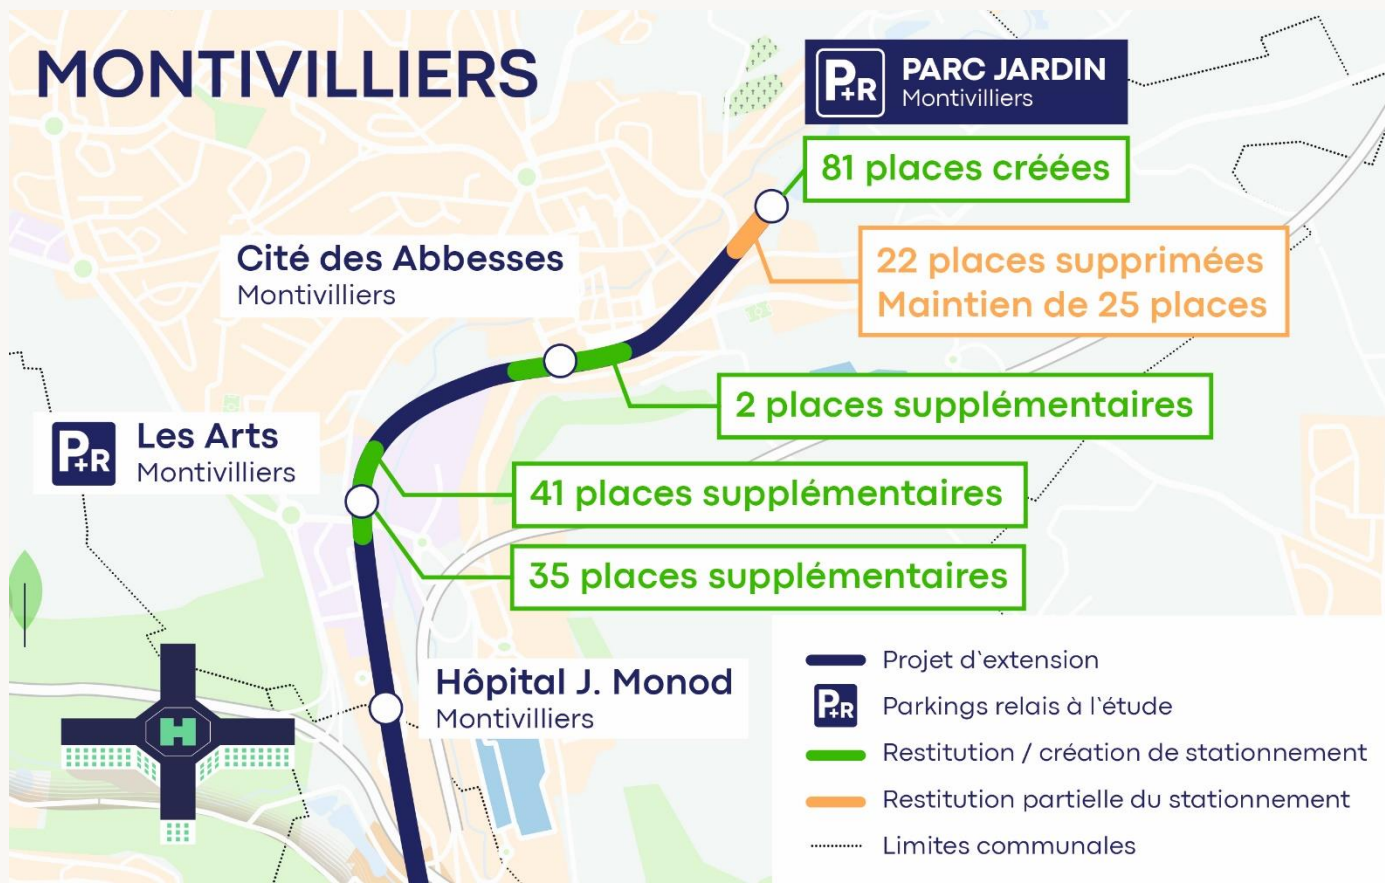 MONTIVILLIERS
P+R
PARC JARDIN
Montivilliers
81 places créées
22 places supprimées
Maintien de 25 places
Cité des Abbesses
Montivilliers
2 places supplémentaires
P+R
Les Arts
Montivilliers
41 places supplémentaires
35 places supplémentaires
Hôpital J. Monod
Montivilliers
H
Projet d'extension
P+R
Parkings relais à l'étude
Restitution / création de stationnement
Restitution partielle du stationnement
Limites communales